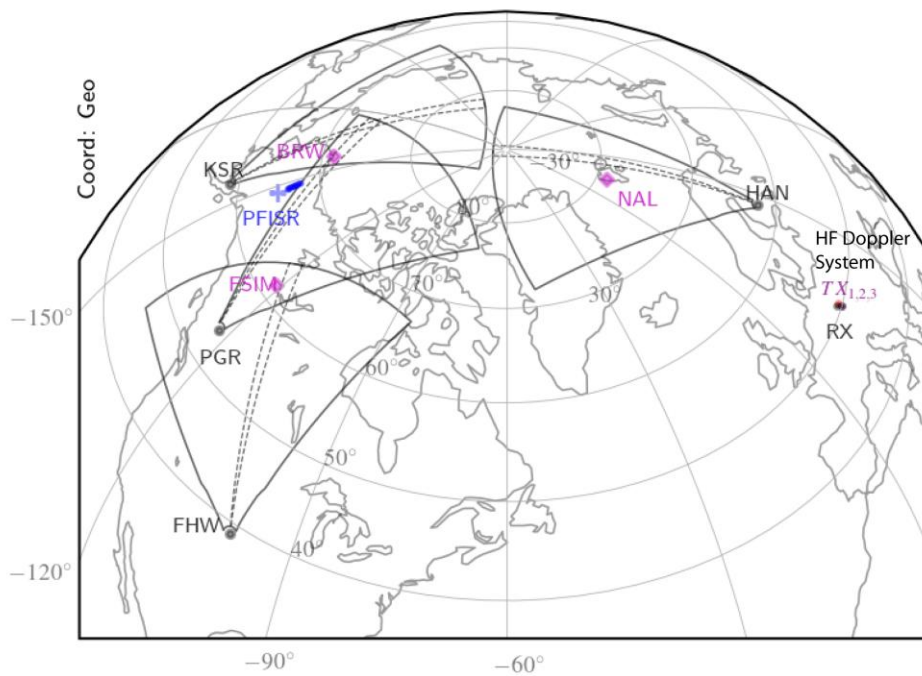 Coord: Geo
KSR
BRW
PFISR
FSIM
PGR
FHW
NAL
HAN
HF Doppler
System
TX1,2,3
RX
−30°
30°
70°
60°
50°
40°
−150°
−120°
−90°
−60°